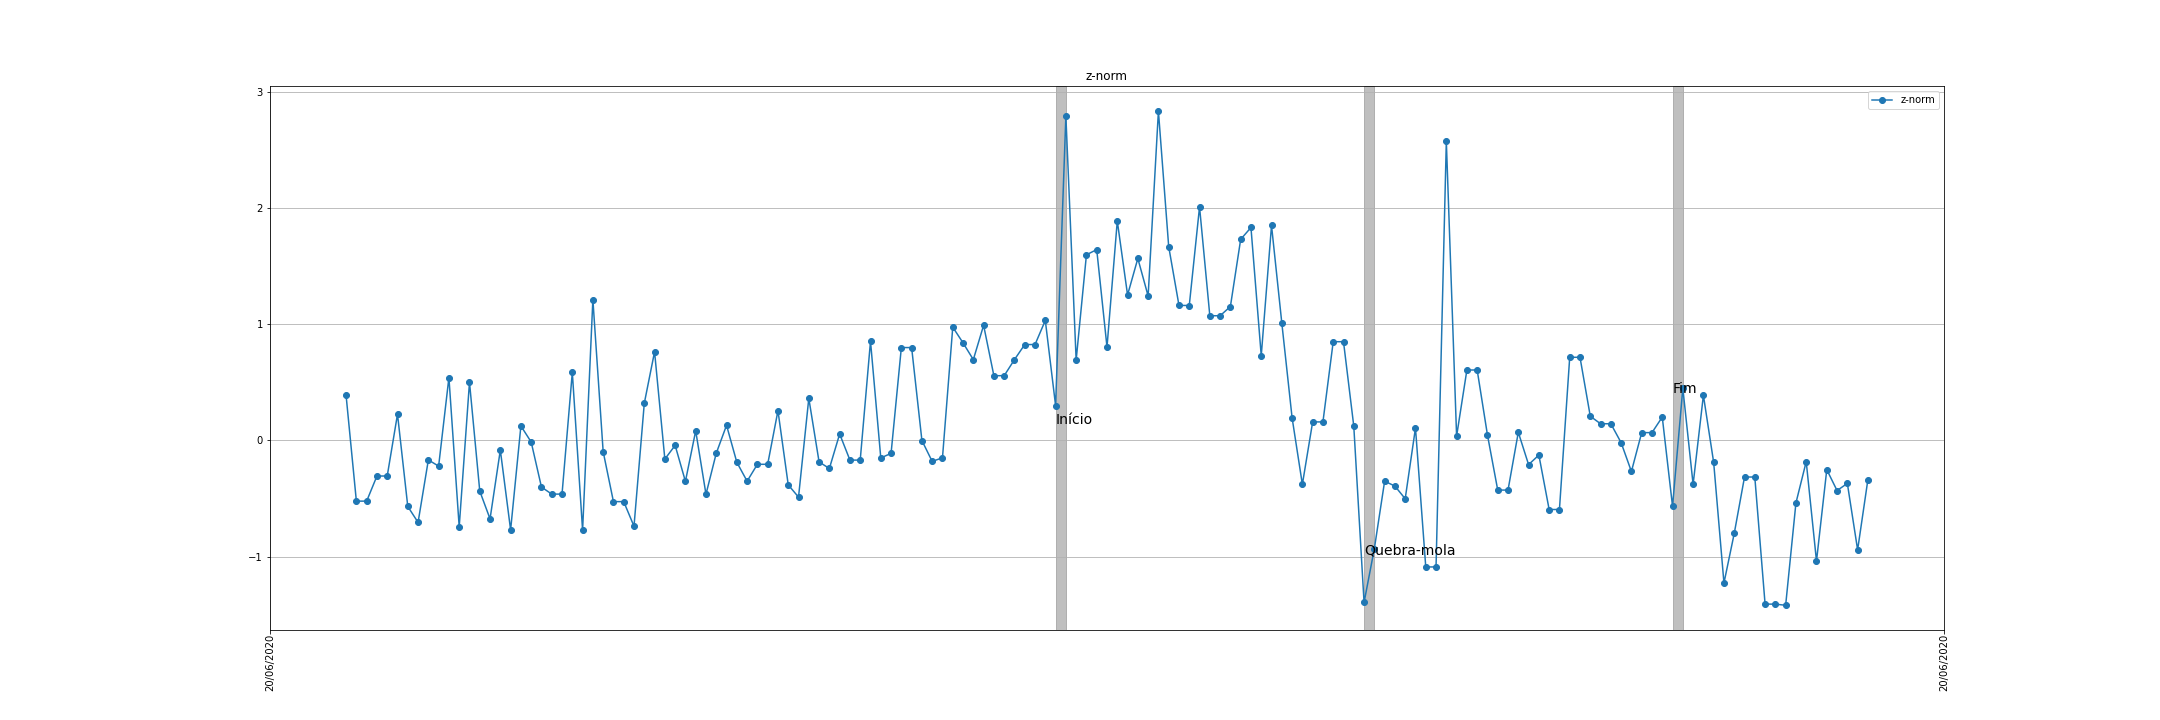 z-norm
3
z-norm
2
1
Fim
Início
0
Quebra-mola
−1
20/06/2020
20/06/2020